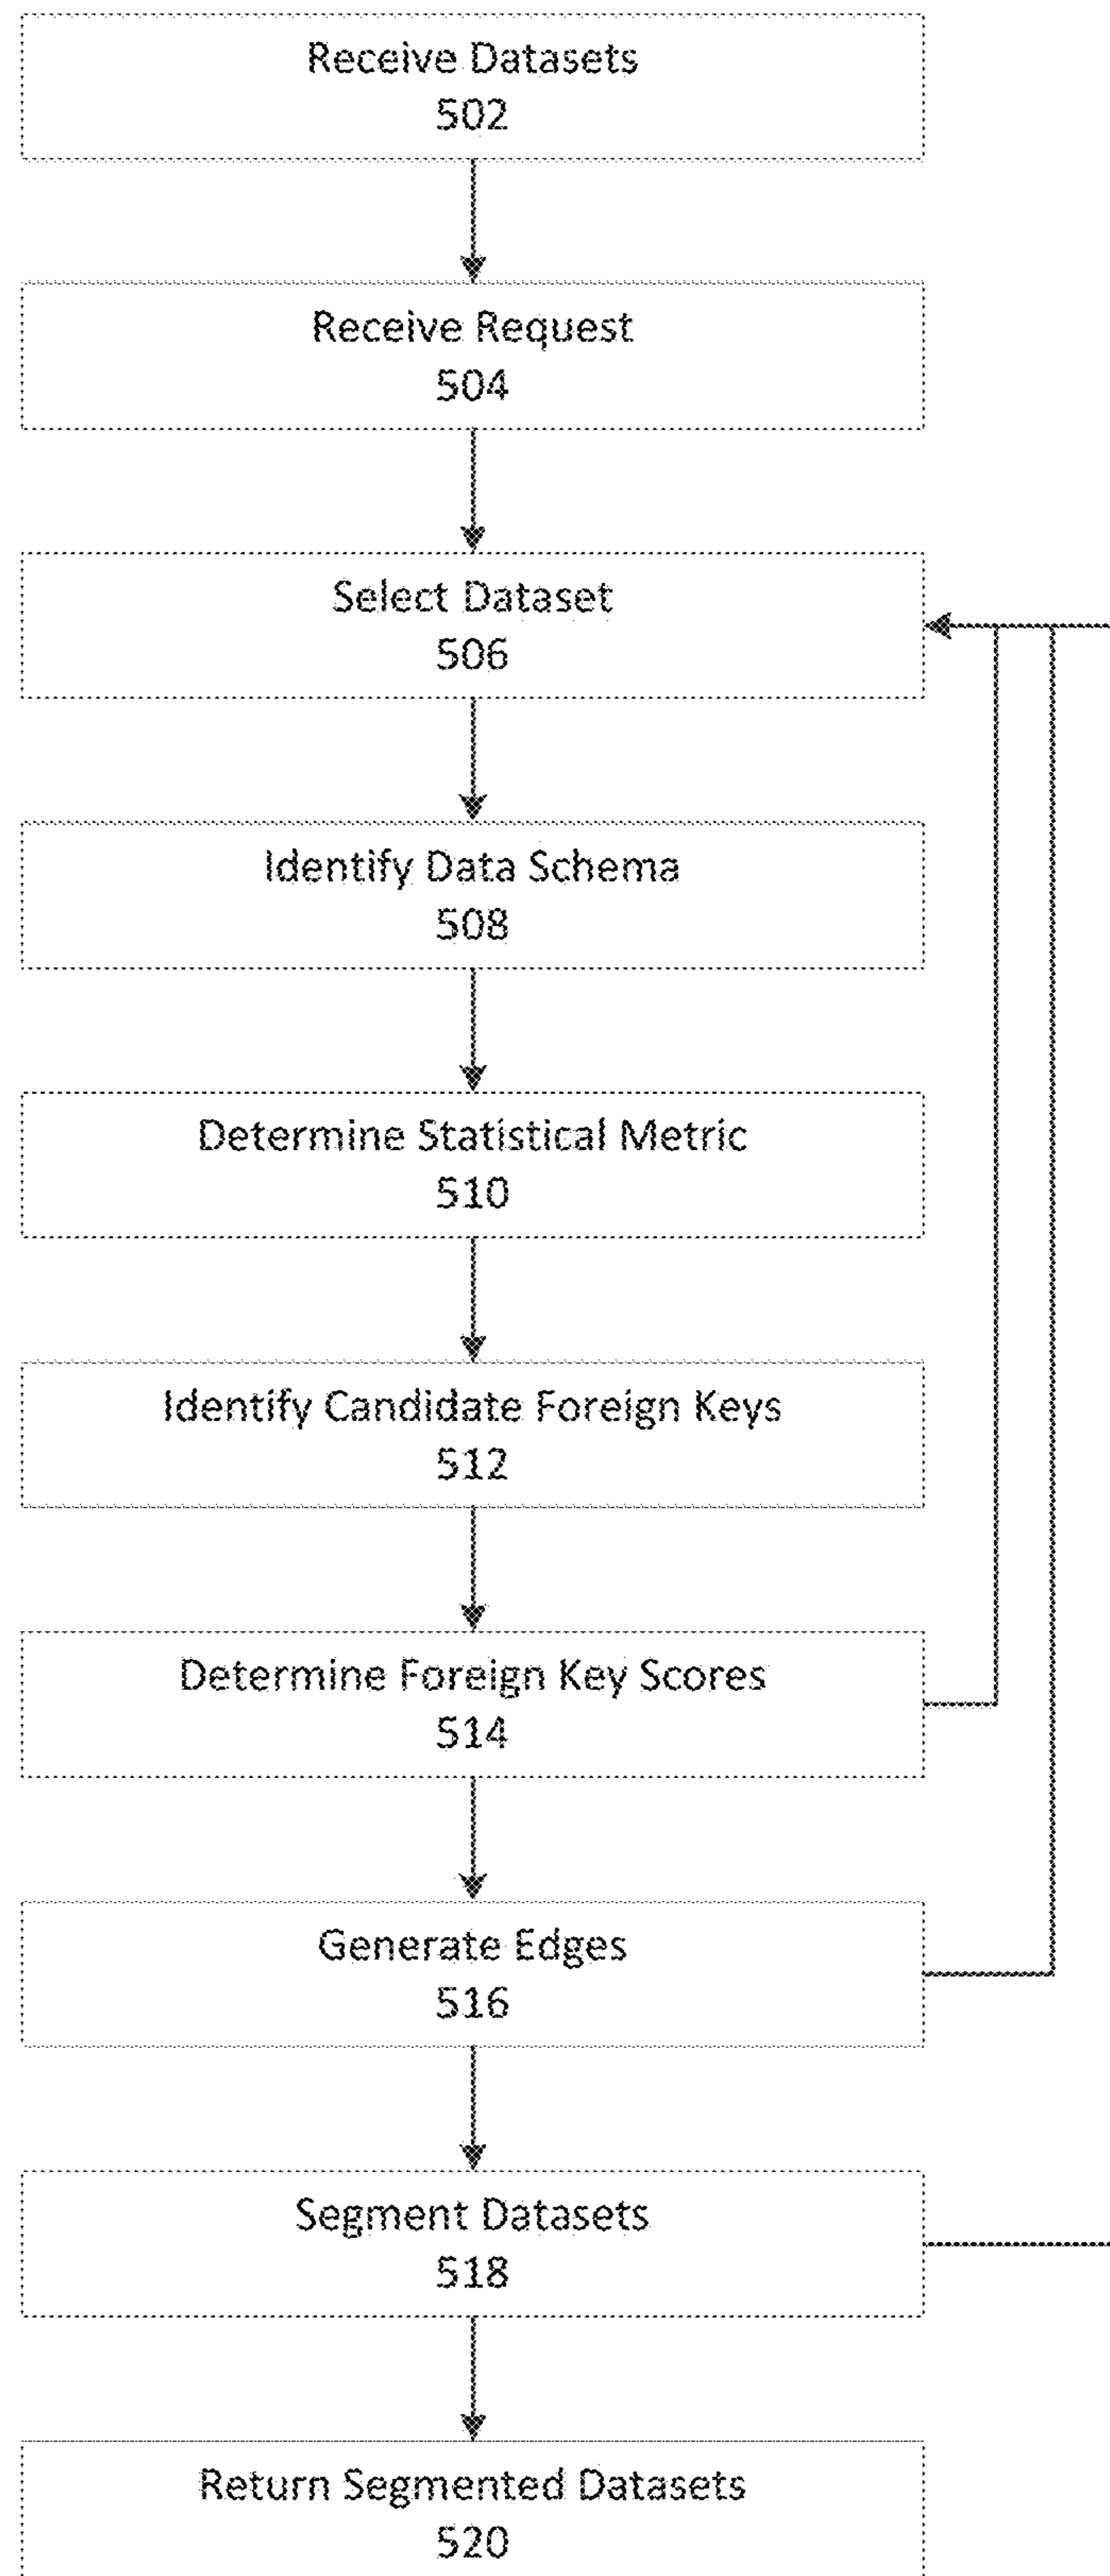 Receive Datasets
502
Receive Request
504
Select Dataset
506
Identify Data Schema
508
Determine Statistical Metric
510
Identify Candidate Foreign Keys
512
Determine Foreign Key Scores
514
Generate Edges
516
Segment Datasets
518
Return Segmented Datasets
520